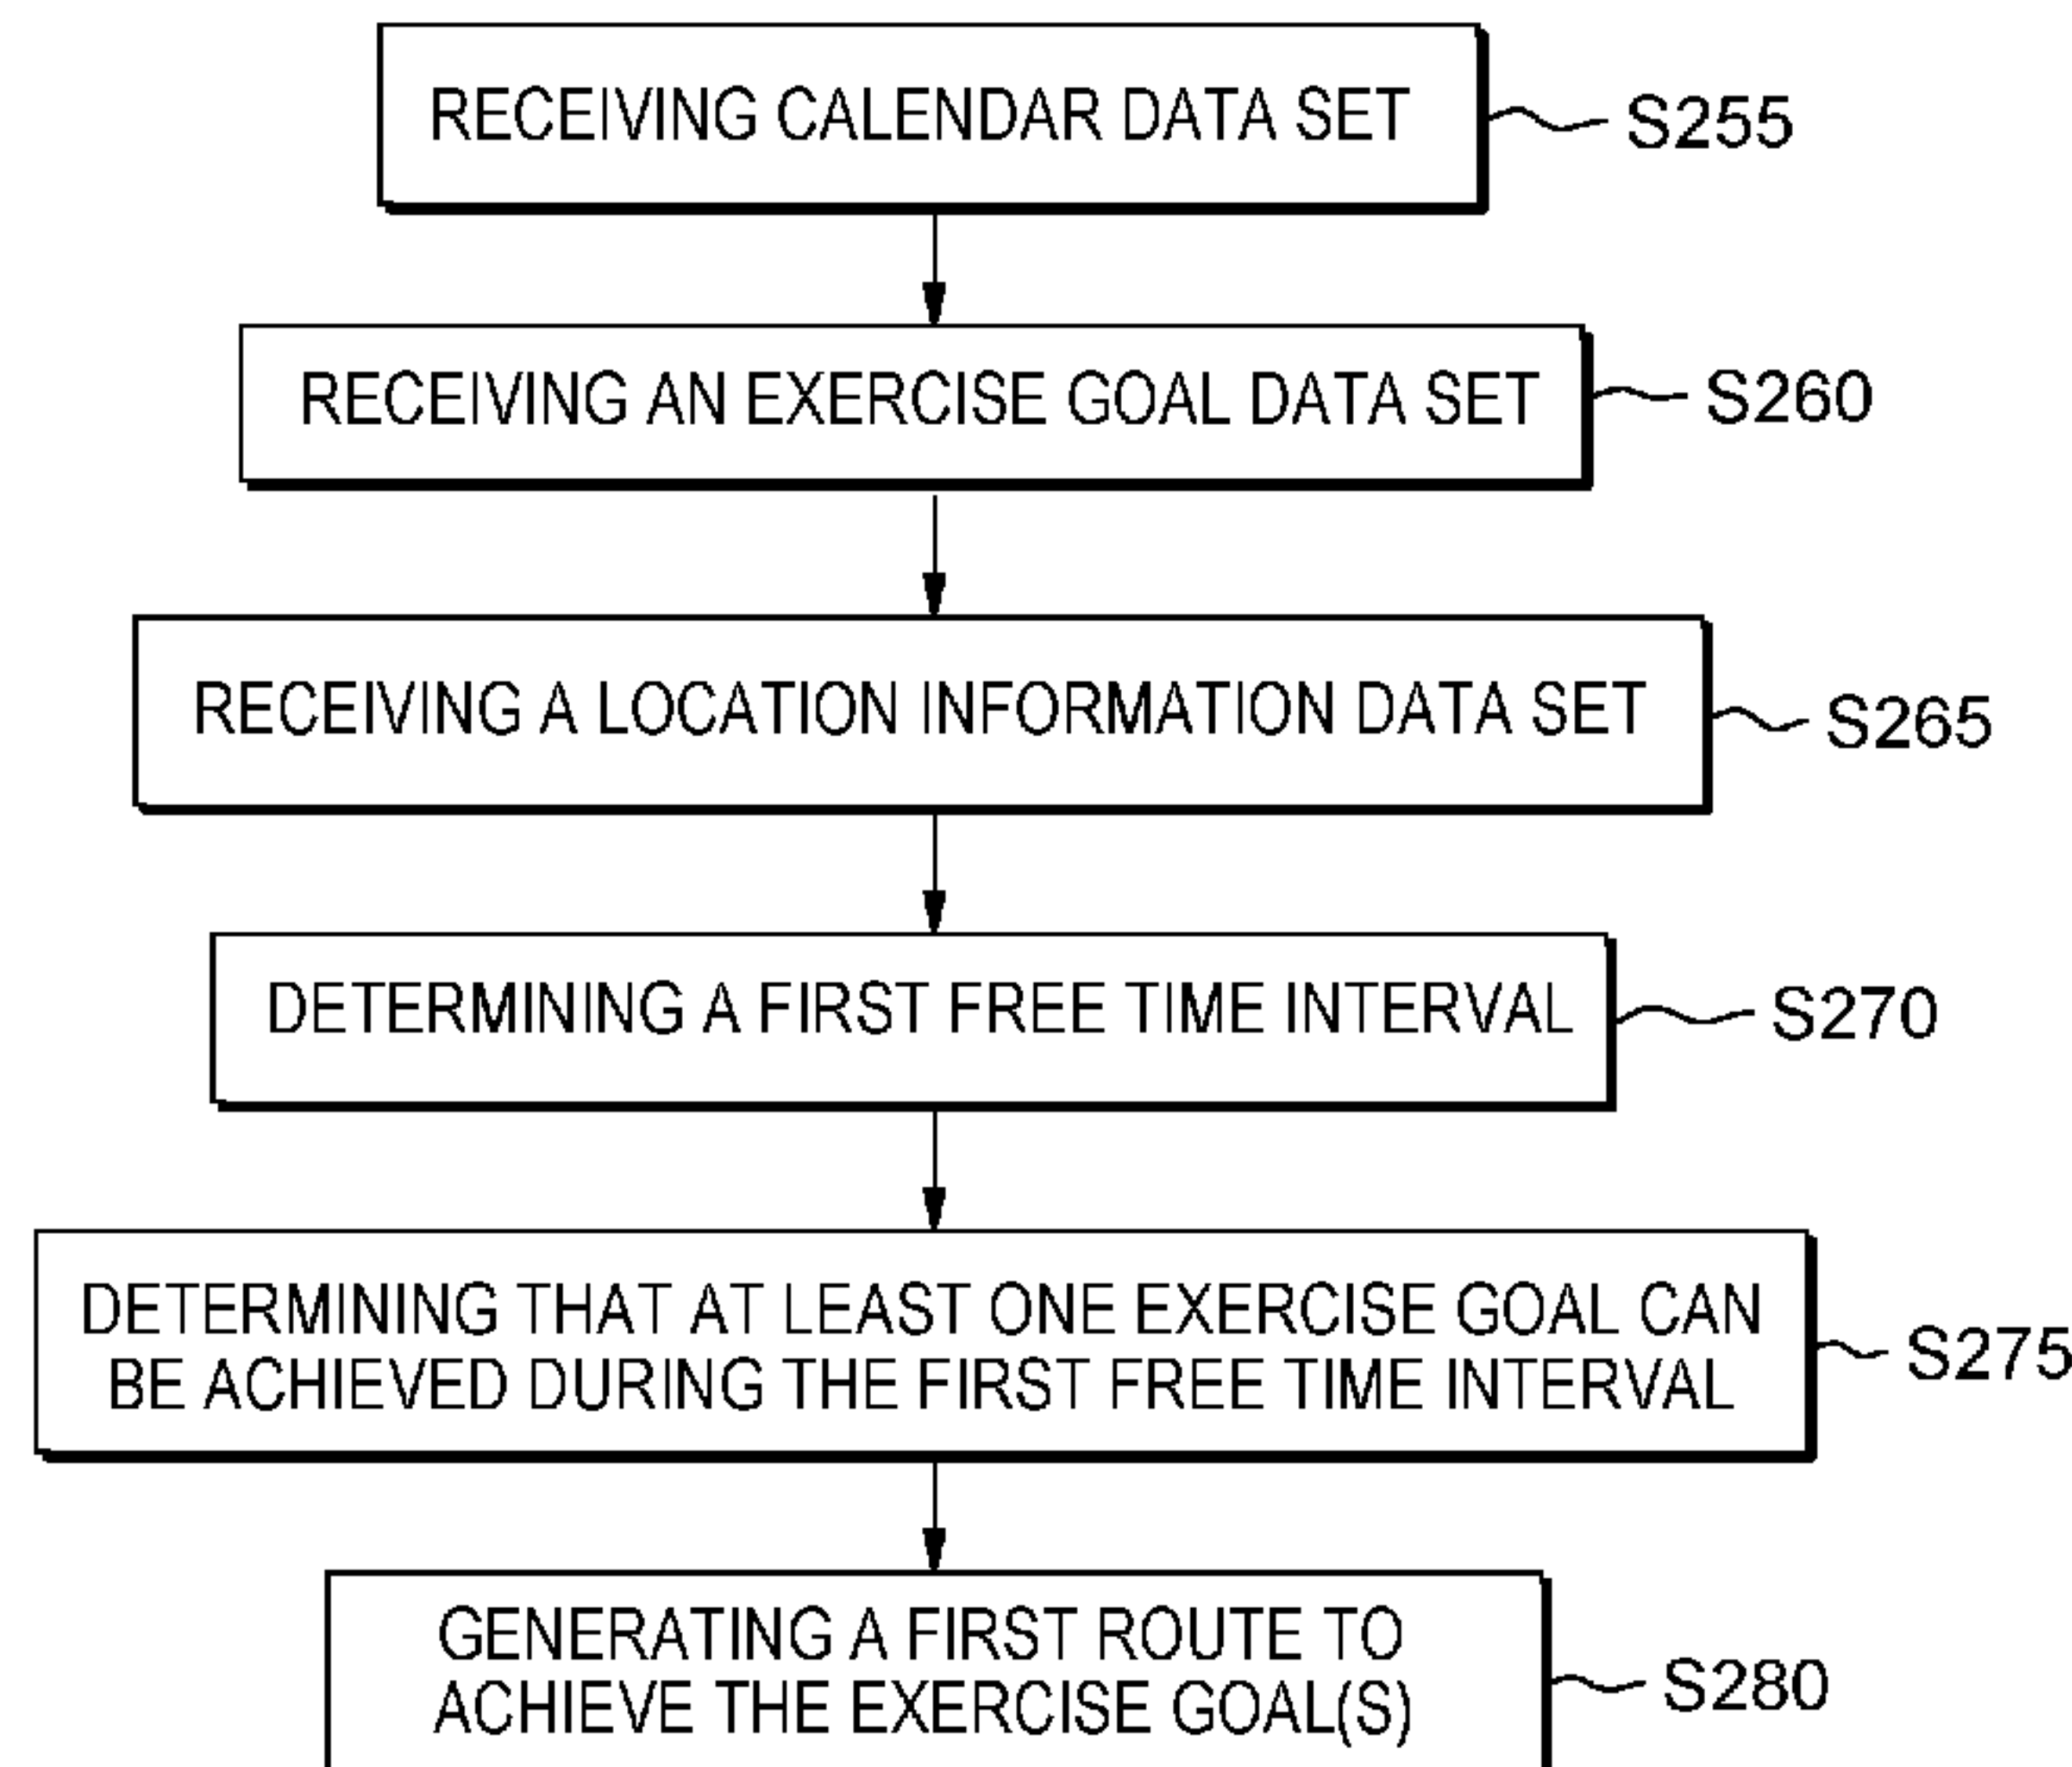 RECEIVING CALENDAR DATA SET
S255
RECEIVING AN EXERCISE GOAL DATA SET
S260
RECEIVING A LOCATION INFORMATION DATA SET
S265
DETERMINING A FIRST FREE TIME INTERVAL
S270
DETERMINING THAT AT LEAST ONE EXERCISE GOAL CAN
BE ACHIEVED DURING THE FIRST FREE TIME INTERVAL
S275
GENERATING A FIRST ROUTE TO
ACHIEVE THE EXERCISE GOAL(S)
S280